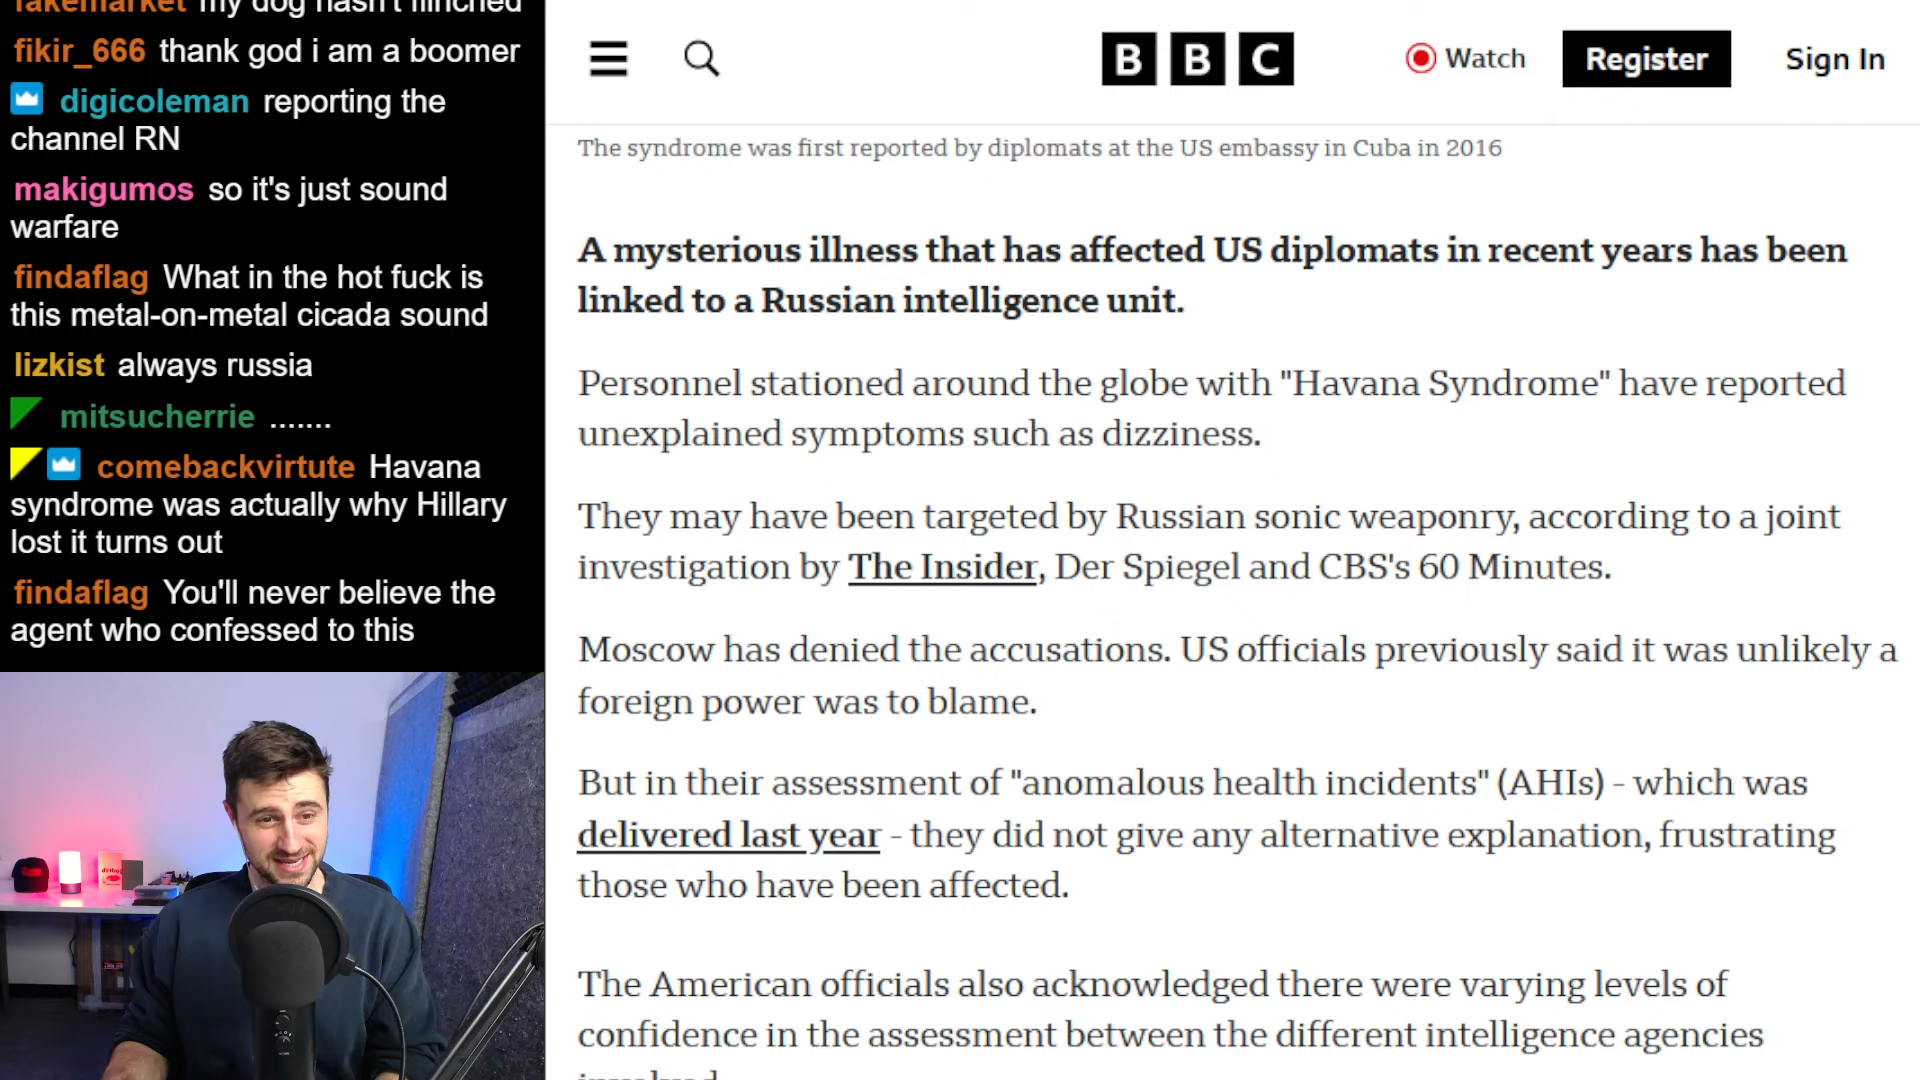 fakemarket my dog hasn't flinched
fikir_666 thank god i am a boomer
digicoleman reporting the
channel RN
makigumos so it's just sound
warfare
findaflag What in the hot fuck is
this metal-on-metal cicada sound
lizkist always russia
mitsucherrie .......
comebackvirtute Havana
syndrome was actually why Hillary
lost it turns out
findaflag You'll never believe the
agent who confessed to this
BBC
Watch
Register
Sign In
The syndrome was first reported by diplomats at the US embassy in Cuba in 2016
A mysterious illness that has affected US diplomats in recent years has been
linked to a Russian intelligence unit.
Personnel stationed around the globe with "Havana Syndrome" have reported
unexplained symptoms such as dizziness.
They may have been targeted by Russian sonic weaponry, according to a joint
investigation by The Insider, Der Spiegel and CBS's 60 Minutes.
Moscow has denied the accusations. US officials previously said it was unlikely a
foreign power was to blame.
But in their assessment of "anomalous health incidents" (AHIs) - which was
delivered last year - they did not give any alternative explanation, frustrating
those who have been affected.
The American officials also acknowledged there were varying levels of
confidence in the assessment between the different intelligence agencies